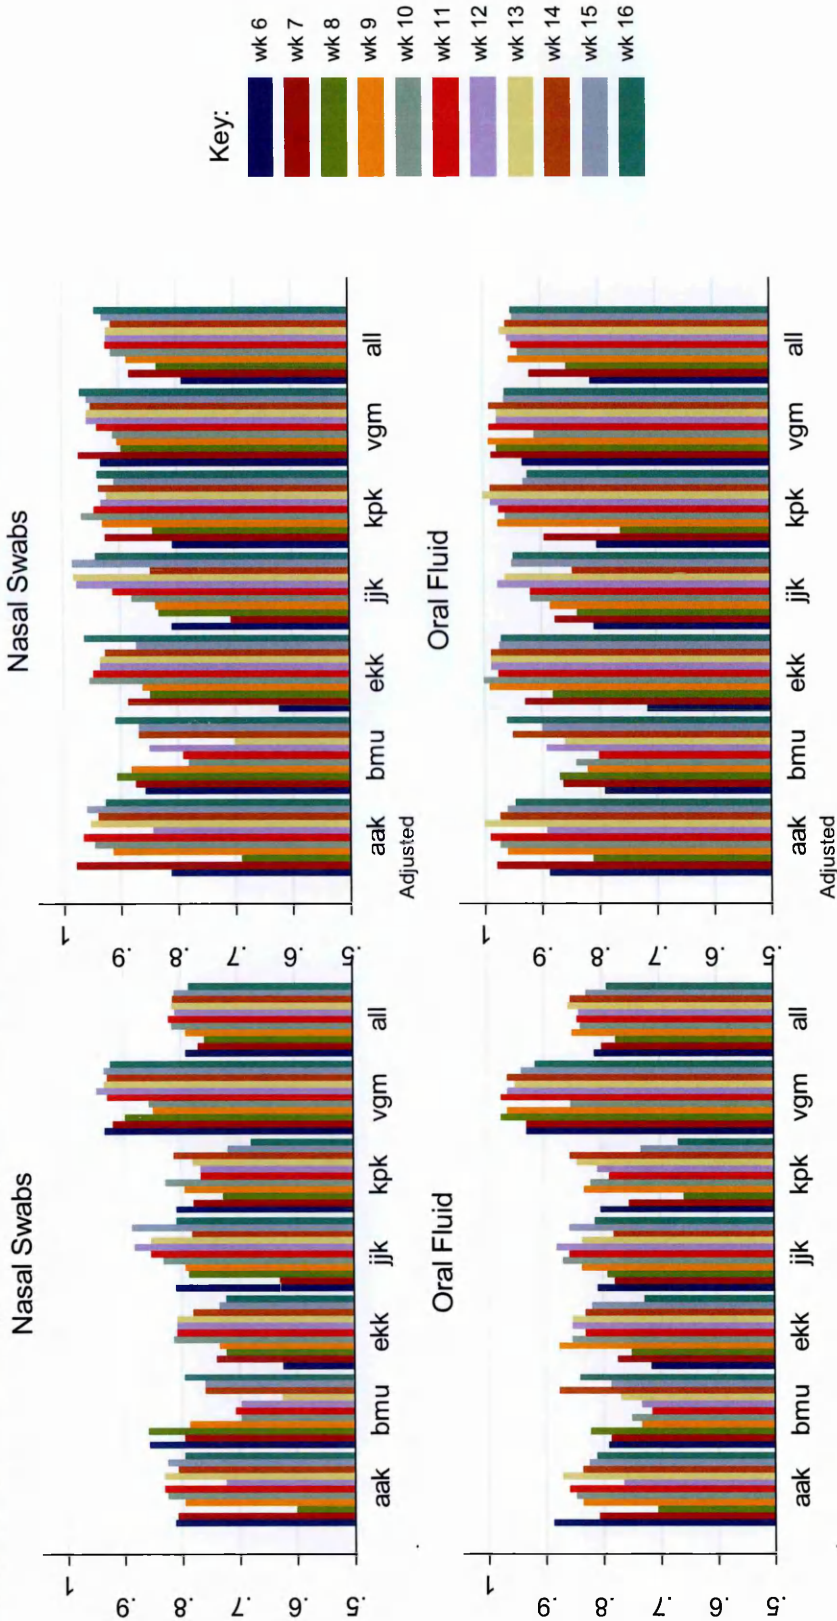 Nasal Swabs
1
.9
.8
.7
.6
.5
aak bmu ekk jjk kpk vgm all
Nasal Swabs
1
.9
.8
.7
.6
.5
aak bmu ekk jjk kpk vgm all
Adjusted
Oral Fluid
1
.9
.8
.7
.6
.5
aak bmu ekk jjk kpk vgm all
Oral Fluid
1
.9
.8
.7
.6
.5
aak bmu ekk jjk kpk vgm all
Adjusted
Key:
wk 6
wk 7
wk 8
wk 9
wk 10
wk 11
wk 12
wk 13
wk 14
wk 15
wk 16